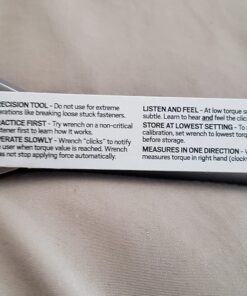 RECISION TOOL - Do not use for extreme
erations like breaking loose stuck fasteners.
ACTICE FIRST - Try wrench on a non-critical
stener first to learn how it works.
ERATE SLOWLY - Wrench "clicks" to notify
e user when torque value is reached. Wrench
es not stop applying force automatically.
LISTEN AND FEEL - At low torque s
subtle. Learn to hear and feel the click
STORE AT LOWEST SETTING - To
calibration, set wrench to lowest torque
before storage.
MEASURES IN ONE DIRECTION -
measures torque in right hand (clock